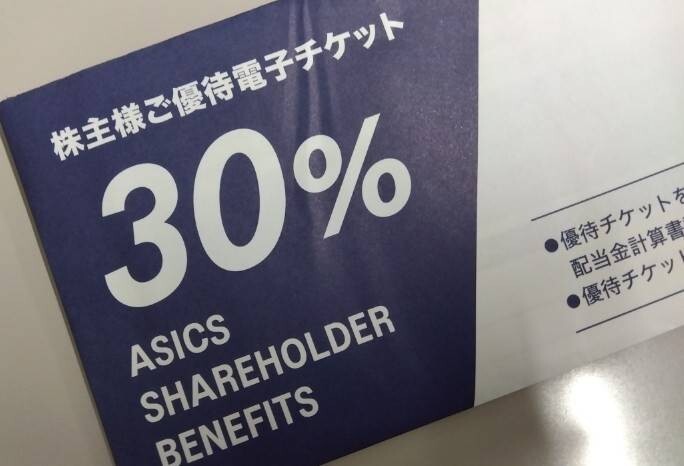 株主様ご優待電子チケット
30%
ASICS
SHAREHOLDER
BENEFITS
●優待チケットを
配当金計算書
●優待チケット